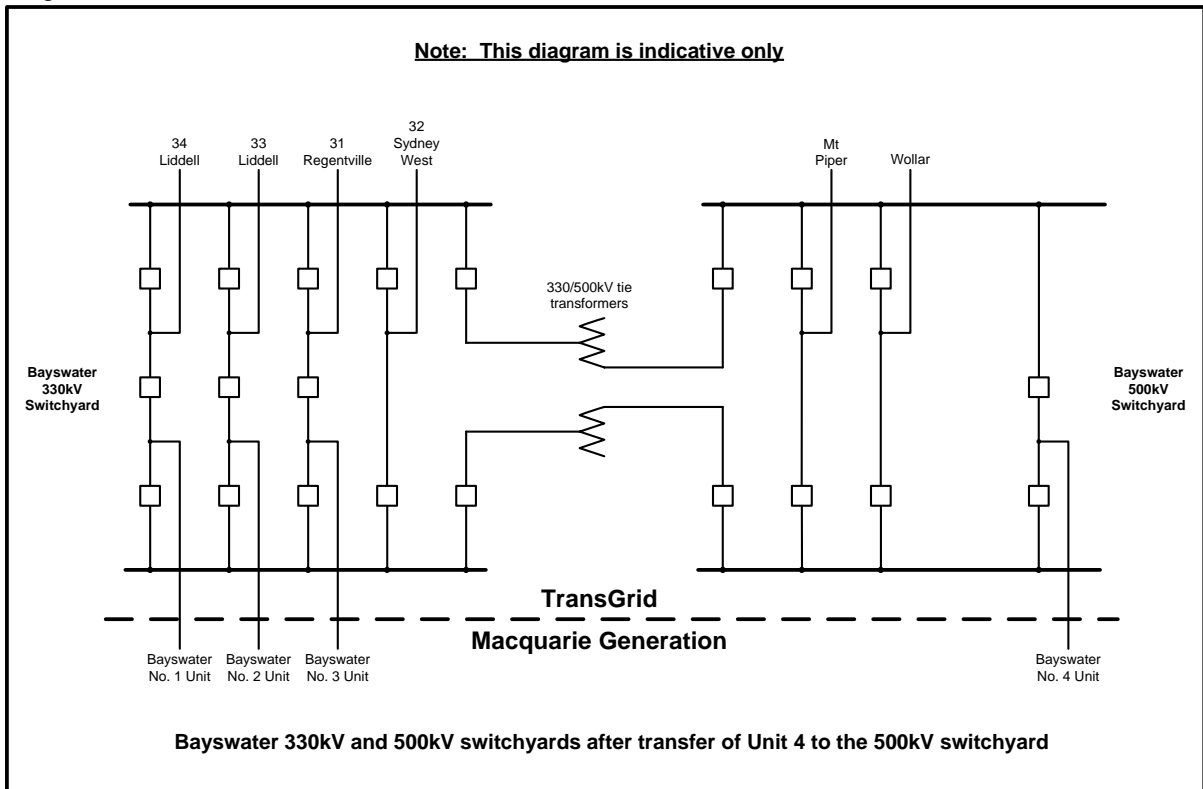 Note: This diagram is indicative only
34
Liddell
33
Liddell
31
Regentville
32
Sydney
West
Mt
Piper
Wollar
330/500kV tie
transformers
Bayswater
330kV
Switchyard
Bayswater
500kV
Switchyard
TransGrid
Macquarie Generation
Bayswater
No. 1 Unit
Bayswater
No. 2 Unit
Bayswater
No. 3 Unit
Bayswater
No. 4 Unit
Bayswater 330kV and 500kV switchyards after transfer of Unit 4 to the 500kV switchyard